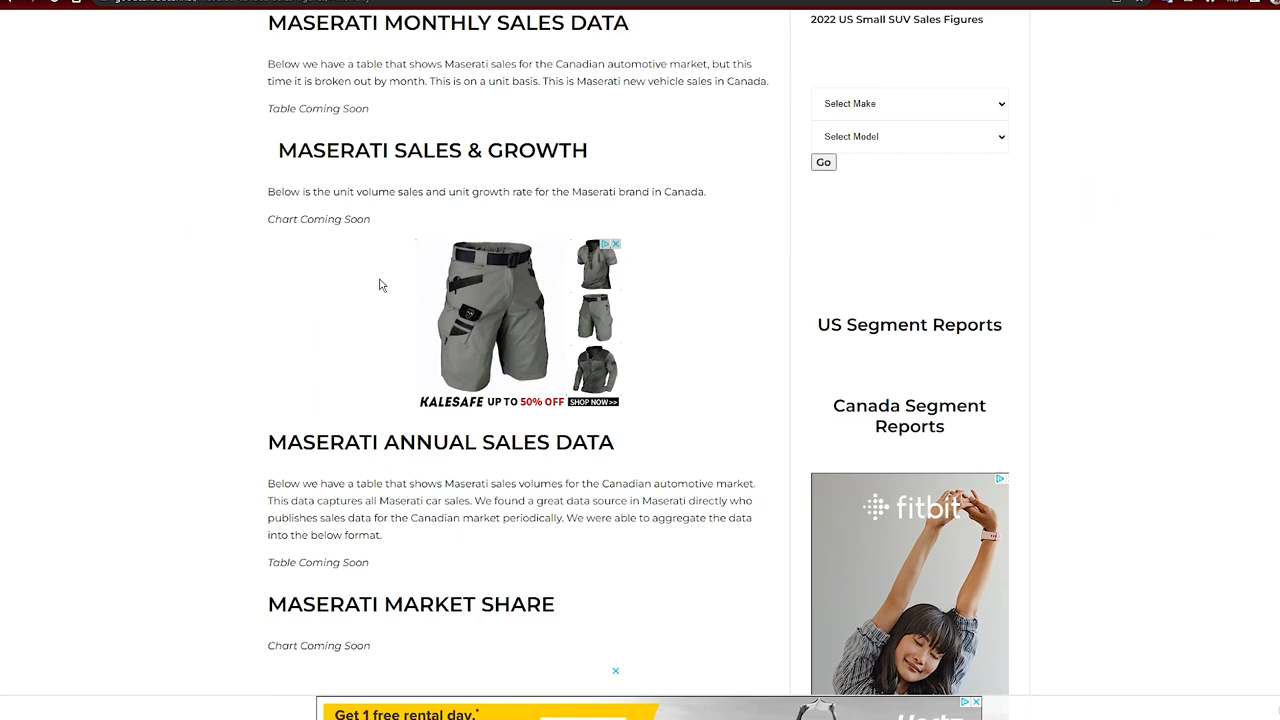 MASERATI MONTHLY SALES DATA
Below we have a table that shows Maserati sales for the Canadian automotive market, but this
time it is broken out by month. This is on a unit basis. This is Maserati new vehicle sales in Canada.
Table Coming Soon
MASERATI SALES & GROWTH
Below is the unit volume sales and unit growth rate for the Maserati brand in Canada.
Chart Coming Soon
KALESAFE UP TO 50% OFF SHOW NOW>>
MASERATI ANNUAL SALES DATA
Below we have a table that shows Maserati sales volumes for the Canadian automotive market.
This data captures all Maserati car sales. We found a great data source in Maserati directly who
publishes sales data for the Canadian market periodically. We were able to aggregate the data
into the below format.
Table Coming Soon
MASERATI MARKET SHARE
Chart Coming Soon
2022 US Small SUV Sales Figures
Select Make
Select Model
Go
US Segment Reports
Canada Segment
Reports
fitbit
Get 1 free rental day.*
Hertz